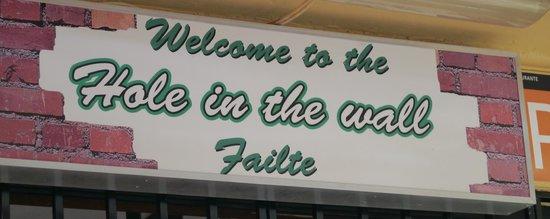 Welcome to the
Hole in the wall
Failte